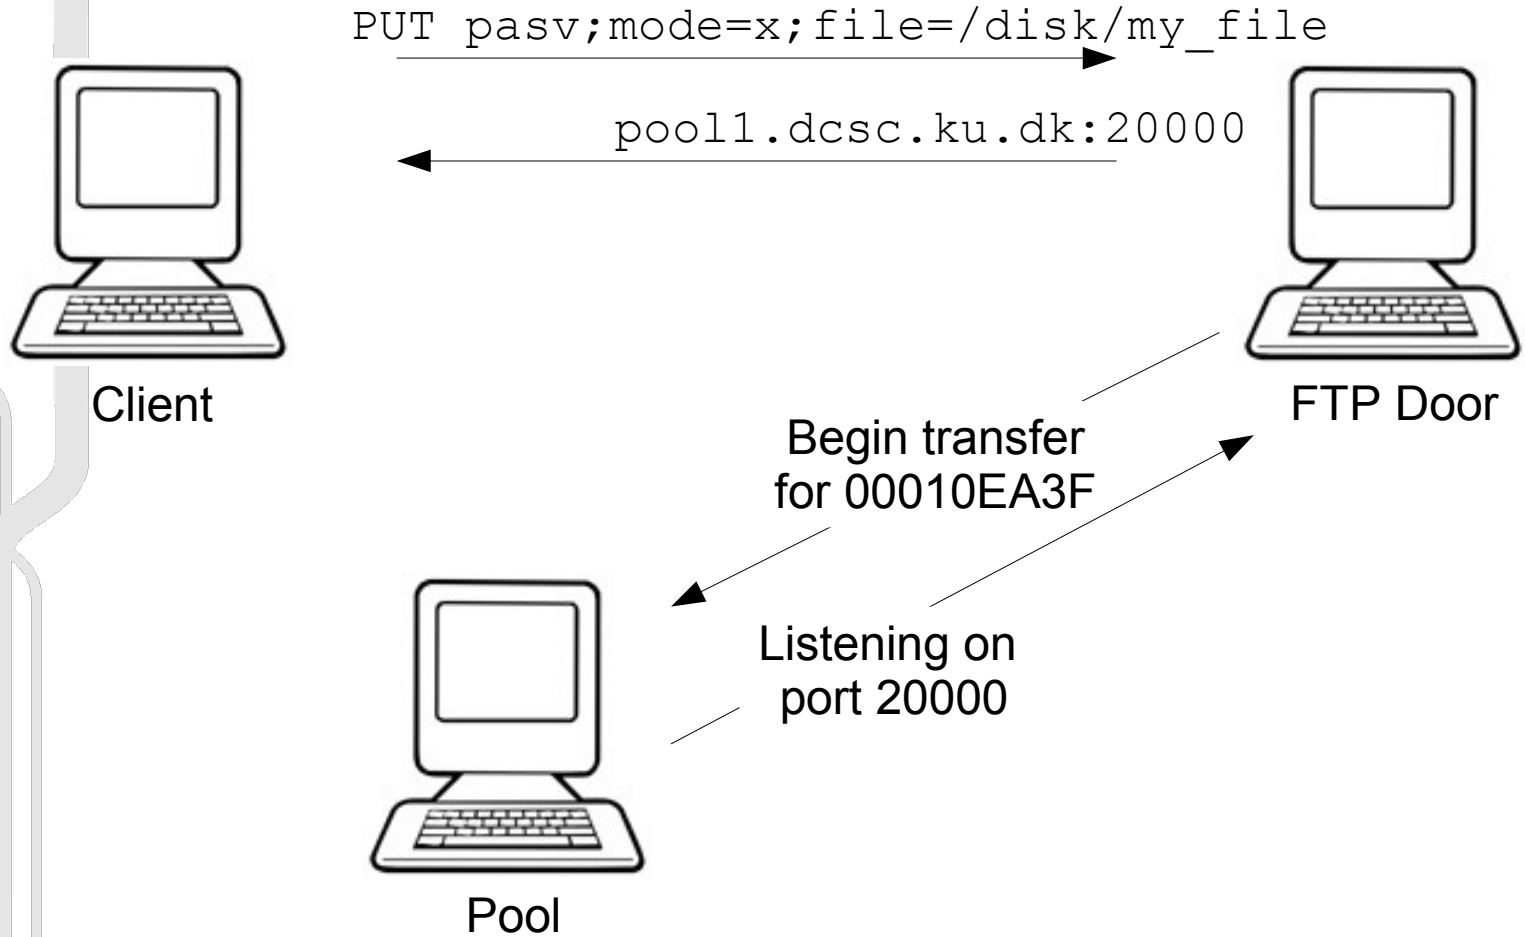 PUT pasv;mode=x;file=/disk/my_file
pool1.dcsc.ku.dk:20000
Client
FTP Door
Begin transfer
for 00010EA3F
Listening on
port 20000
Pool